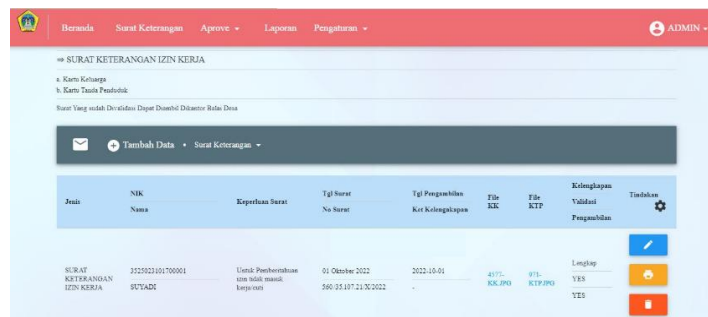 Beranda Surat Keterangan Aprove Laporan Pengaturan ADMIN
⇒ SURAT KETERANGAN IZIN KERJA
a. Kartu Keluarga
b. Kartu Tanda Penduduk
Surat Yang sudah Divalidasi Dapat Diambil Dikantor Balai Desa
Tambah Data • Surat Keterangan
Jenis
NIK
Nama
Keperluan Surat
Tgl Surat
No Surat
Tgl Pengambilan
Ket Kelengakapan
File KK
File KTP
Kelengkapan
Validasi
Pengambilan
Tindakan
SURAT
KETERANGAN
IZIN KERJA
3525023101700001
SUYADI
Untuk Pemberitahuan
izin tidak masuk
kerja/cuti
01 Oktober 2022
560/35.107.21/X/2022
2022-10-01
-
4377-
KK.JPG
971-
KTP.JPG
Lengkap
YES
YES